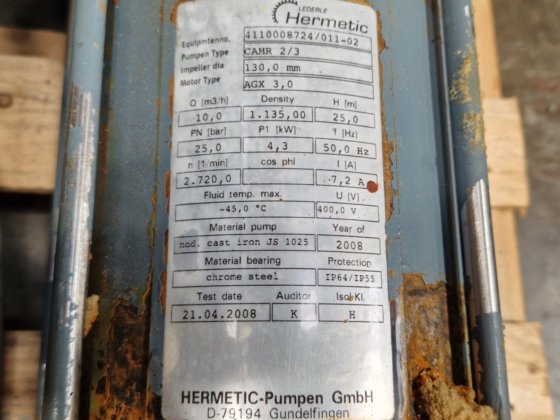 LEDERLE
Hermetic
Equipmtenno. 4110008724/011-02
Pumpen Type CAMR 2/3
Impeller dia 130,0 mm
Motor Type AGX 3,0
Q [m3/h] Density H [m]
10,0 1.135,00 25,0
PN [bar] P1 [kW] f [Hz]
25,0 4,3 50,0 Hz
n [1/min] cos phi I [A]
2.720,0 7,2 A
Fluid temp. max. U [V]
-45,0 °C 400,0 V
Material pump Year of
nod. cast iron JS 1025 2008
Material bearing Protection
chrome steel IP64/IP55
Test date Auditor Isol.Kl.
21.04.2008 K H
HERMETIC-Pumpen GmbH
D-79194 Gundelfingen